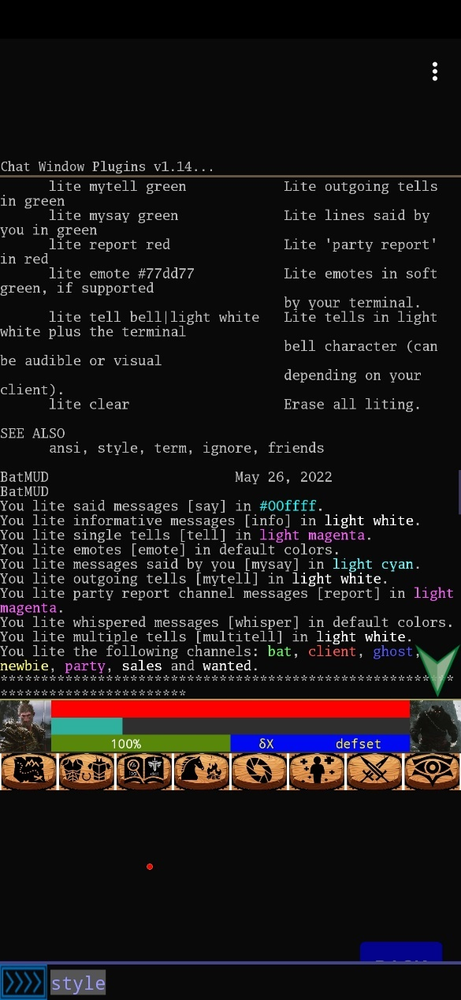 Chat Window Plugins v1.14...
lite mytell green Lite outgoing tells
in green
lite mysay green Lite lines said by
you in green
lite report red Lite 'party report'
in red
lite emote #77dd77 Lite emotes in soft
green, if supported
by your terminal.
lite tell bell|light white Lite tells in light
white plus the terminal
bell character (can
be audible or visual
depending on your
client).
lite clear Erase all liting.
SEE ALSO
ansi, style, term, ignore, friends
BatMUD May 26, 2022
BatMUD
You lite said messages [say] in #00ffff.
You lite informative messages [info] in light white.
You lite single tells [tell] in light magenta.
You lite emotes [emote] in default colors.
You lite messages said by you [mysay] in light cyan.
You lite outgoing tells [mytell] in light white.
You lite party report channel messages [report] in light
magenta.
You lite whispered messages [whisper] in default colors.
You lite multiple tells [multitell] in light white.
You lite the following channels: bat, client, ghost,
newbie, party, sales and wanted.
********************************************************
***********************
100% δX defset
style